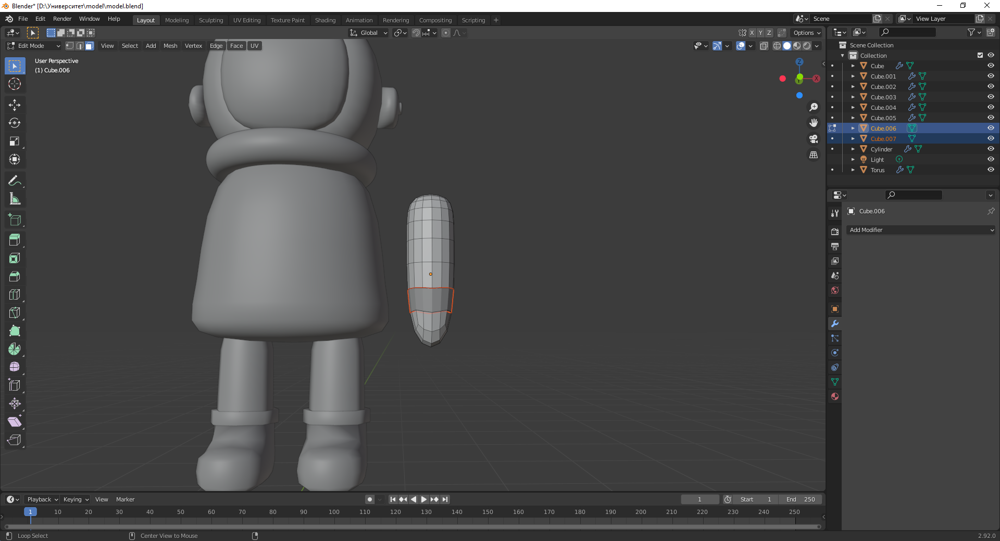 Blender* [D:\Университет\model\model.blend]
File Edit Render Window Help Layout Modeling Sculpting UV Editing Texture Paint Shading Animation Rendering Compositing Scripting + Scene View Layer
Global X Y Z Options
Edit Mode View Select Add Mesh Vertex Edge Face UV
User Perspective
(1) Cube.006
Z
X
Y
Scene Collection
Collection
Cube
Cube.001
Cube.002
Cube.003
Cube.004
Cube.005
Cube.006
Cube.007
Cylinder
Light
Torus
Cube.006
Add Modifier
Playback Keying View Marker 1 Start 1 End 250
1 10 20 30 40 50 60 70 80 90 100 110 120 130 140 150 160 170 180 190 200 210 220 230 240 250
Loop Select Center View to Mouse 2.92.0